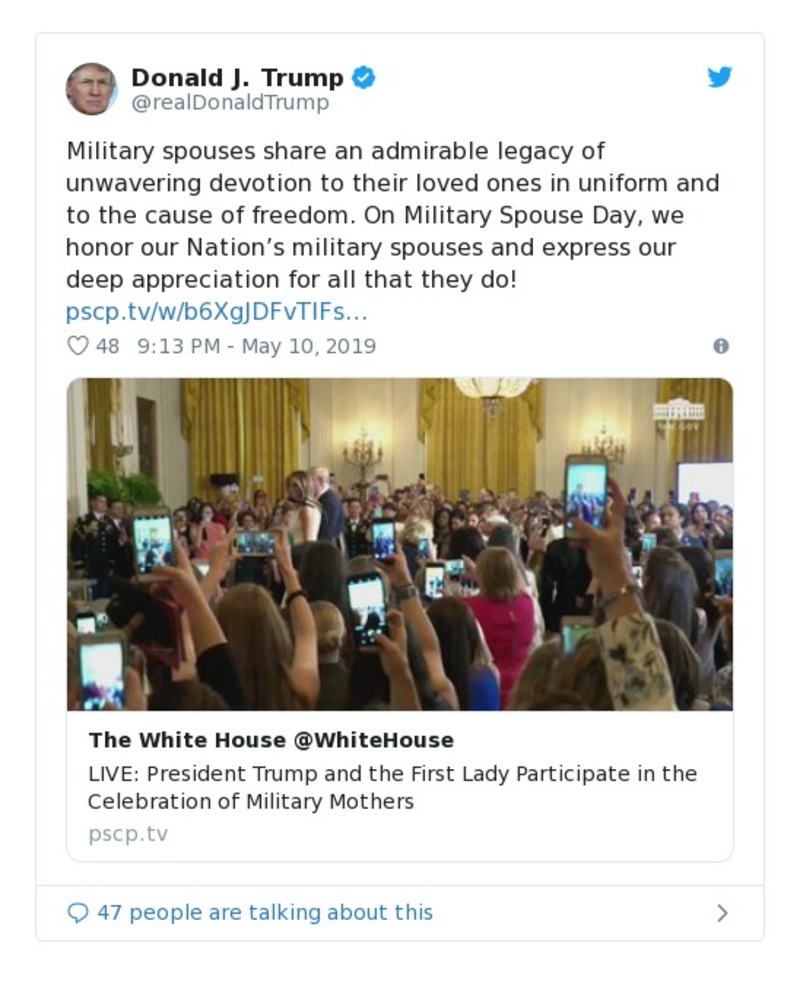 Donald J. Trump
@realDonaldTrump
Military spouses share an admirable legacy of
unwavering devotion to their loved ones in uniform and
to the cause of freedom. On Military Spouse Day, we
honor our Nation’s military spouses and express our
deep appreciation for all that they do!
pscp.tv/w/b6XgJDFvTlFs…
48 9:13 PM - May 10, 2019
WH.GOV
The White House @WhiteHouse
LIVE: President Trump and the First Lady Participate in the
Celebration of Military Mothers
pscp.tv
47 people are talking about this